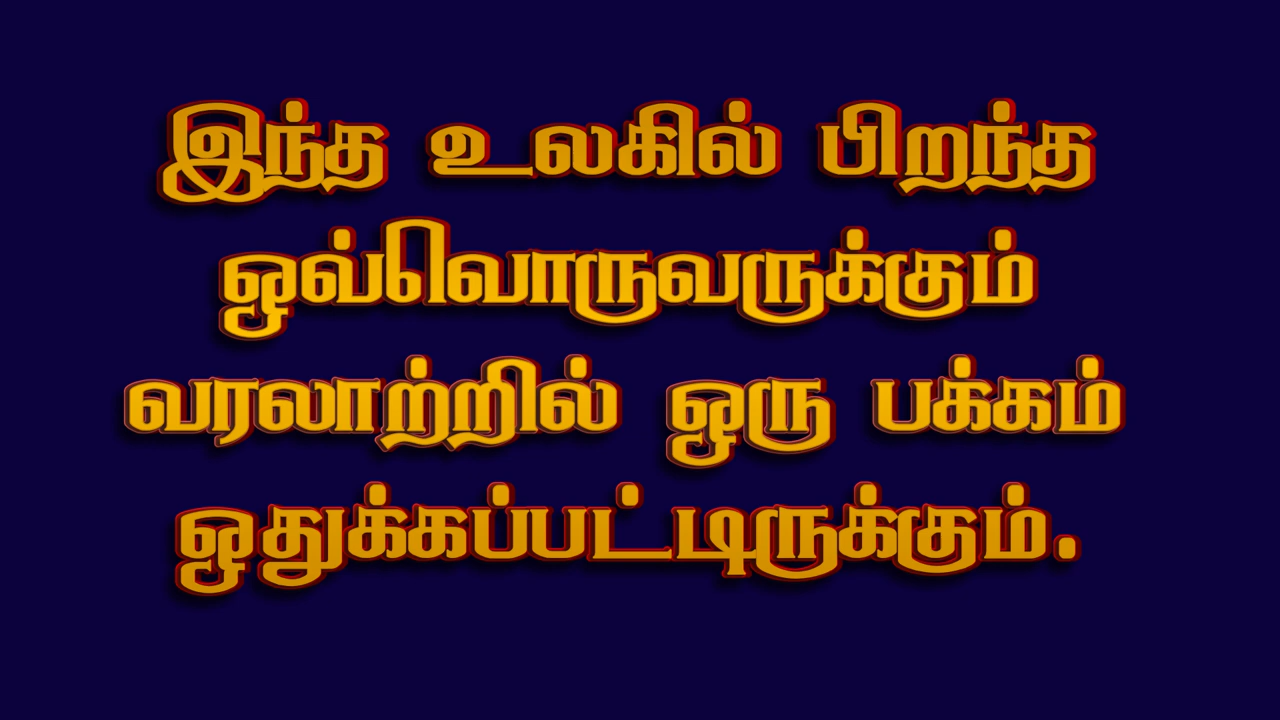 இந்த உலகில் பிறந்த
ஒவ்வொருவருக்கும்
வரலாற்றில் ஒரு பக்கம்
ஒதுக்கப்பட்டிருக்கும்.